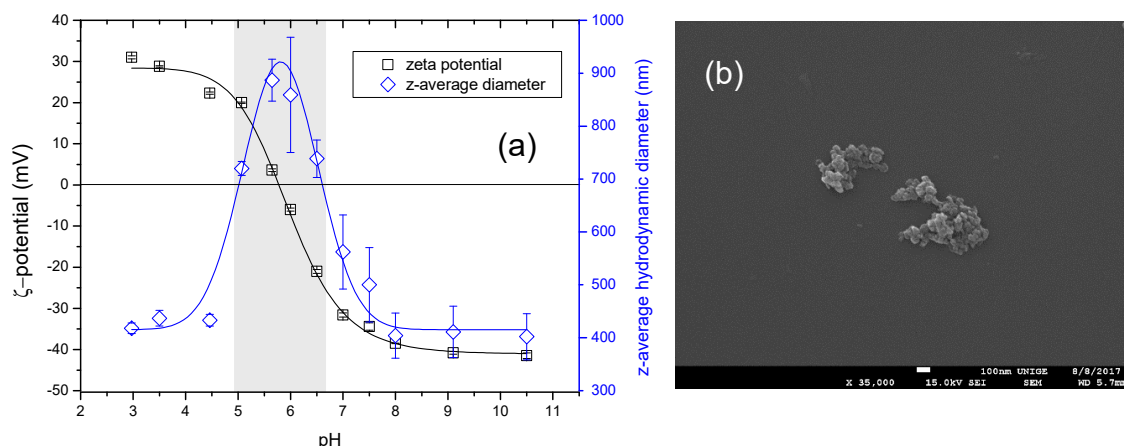 40
30
20
10
0
-10
-20
-30
-40
-50
ζ−potential (mV)
2 3 4 5 6 7 8 9 10 11
pH
1000
900
800
700
600
500
400
300
z-average hydrodynamic diameter (nm)
zeta potential
z-average diameter
(a)
(b)
100nm UNIGE 8/8/2017
X 35,000 15.0kV SEI SEM WD 5.7mm